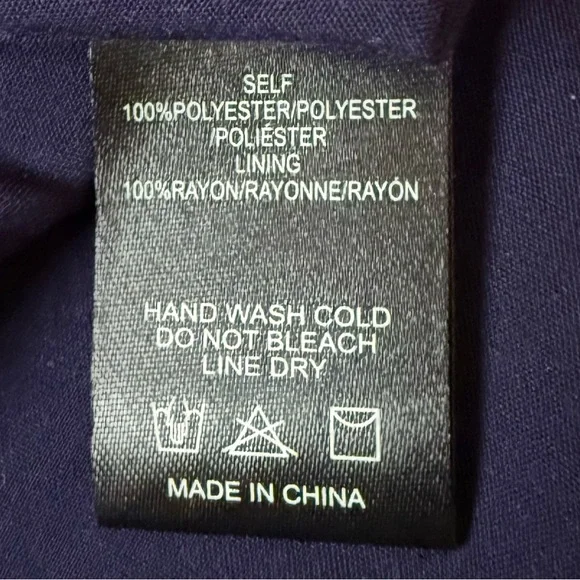 SELF
100%POLYESTER/POLYESTER
/POLIÉSTER
LINING
100%RAYON/RAYONNE/RAYÓN
HAND WASH COLD
DO NOT BLEACH
LINE DRY
MADE IN CHINA